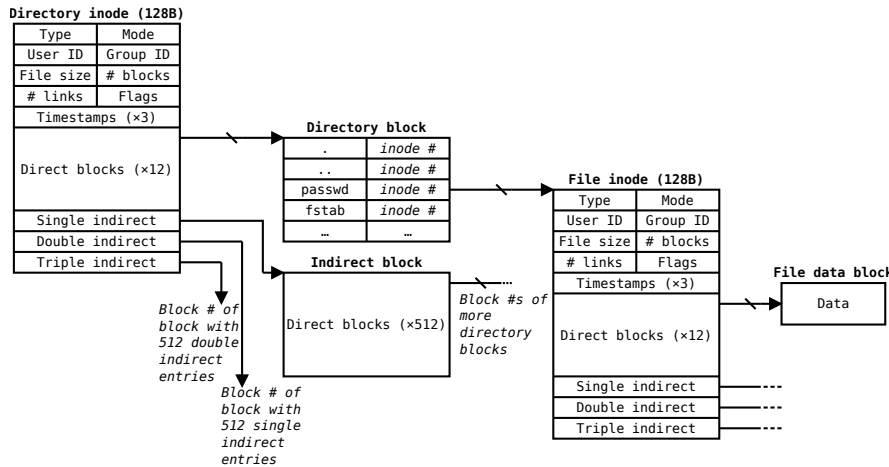 Directory inode (128B)
Type Mode
User ID Group ID
File size # blocks
# links Flags
Timestamps (×3)
Direct blocks (×12)
Single indirect
Double indirect
Triple indirect
Directory block
. inode #
.. inode #
passwd inode #
fstab inode #
… …
Indirect block
Direct blocks (×512)
Block # of
block with
512 double
indirect
entries
Block # of
block with
512 single
indirect
entries
Block #s of
more
directory
blocks
File inode (128B)
Type Mode
User ID Group ID
File size # blocks
# links Flags
Timestamps (×3)
Direct blocks (×12)
Single indirect
Double indirect
Triple indirect
File data block
Data